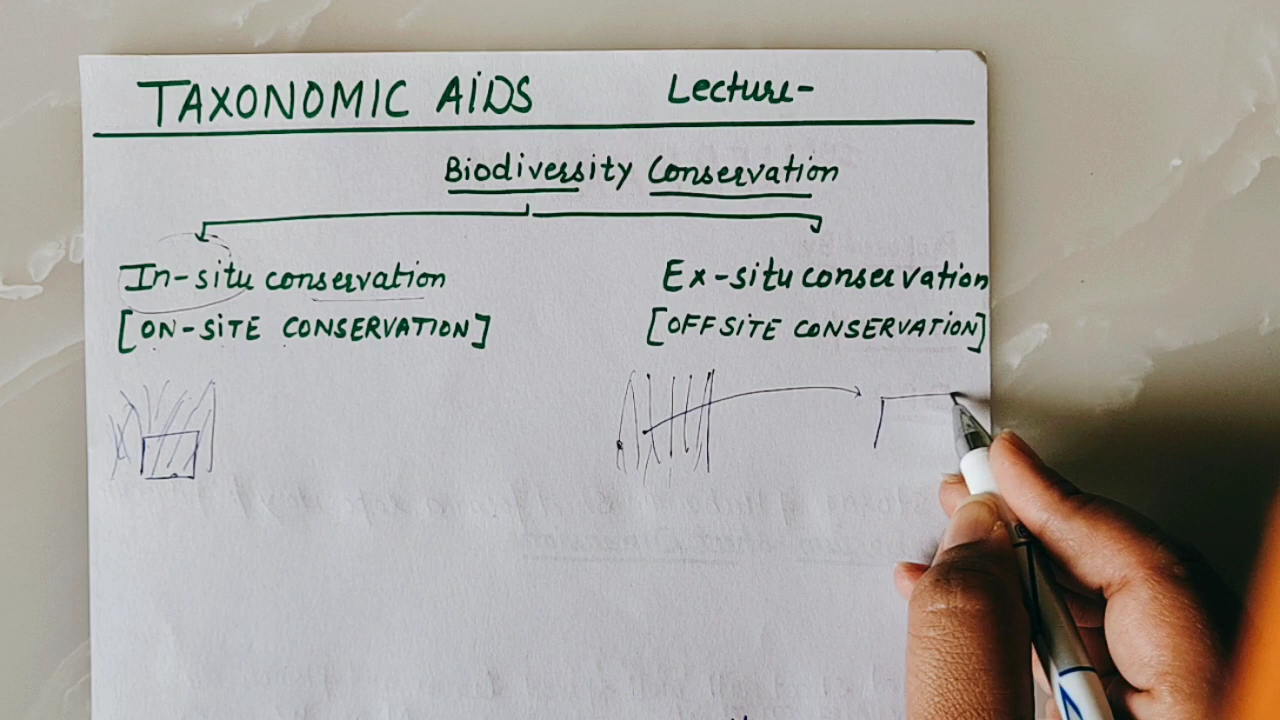 TAXONOMIC AIDS Lecture-
Biodiversity Conservation
In-situ conservation Ex-situ conservation
[ON-SITE CONSERVATION] [OFFSITE CONSERVATION]